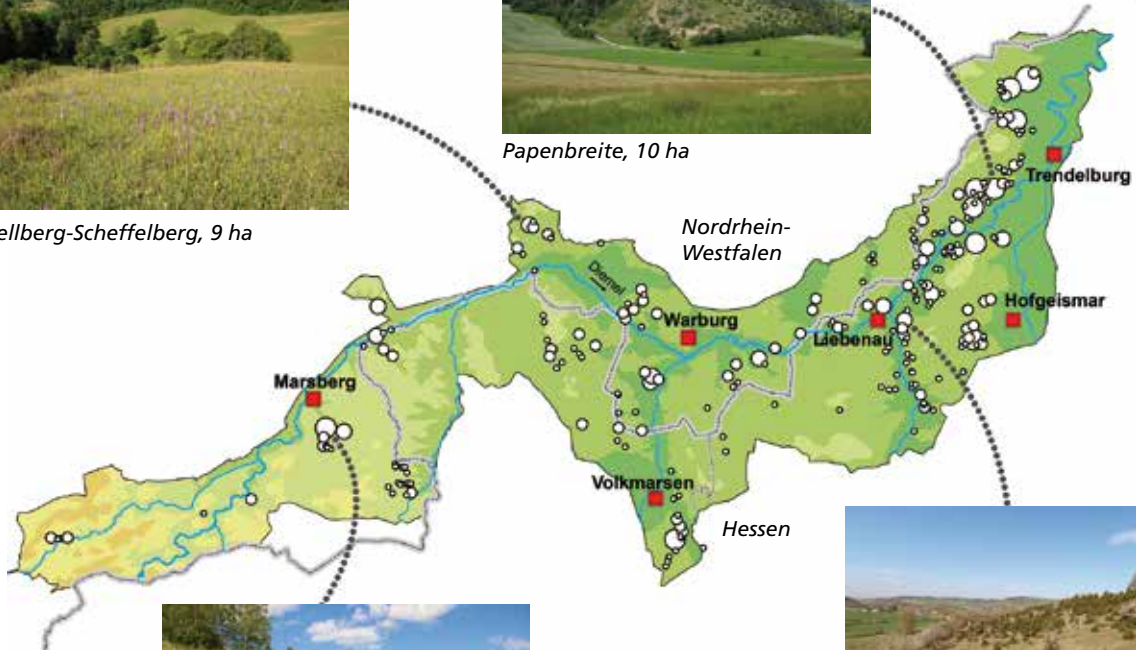 Papenbreite, 10 ha
ellberg-Scheffelberg, 9 ha
Nordrhein-
Westfalen
Trendelburg
Diemel
Hofgeismar
Warburg
Liebenau
Marsberg
Volkmarsen
Hessen